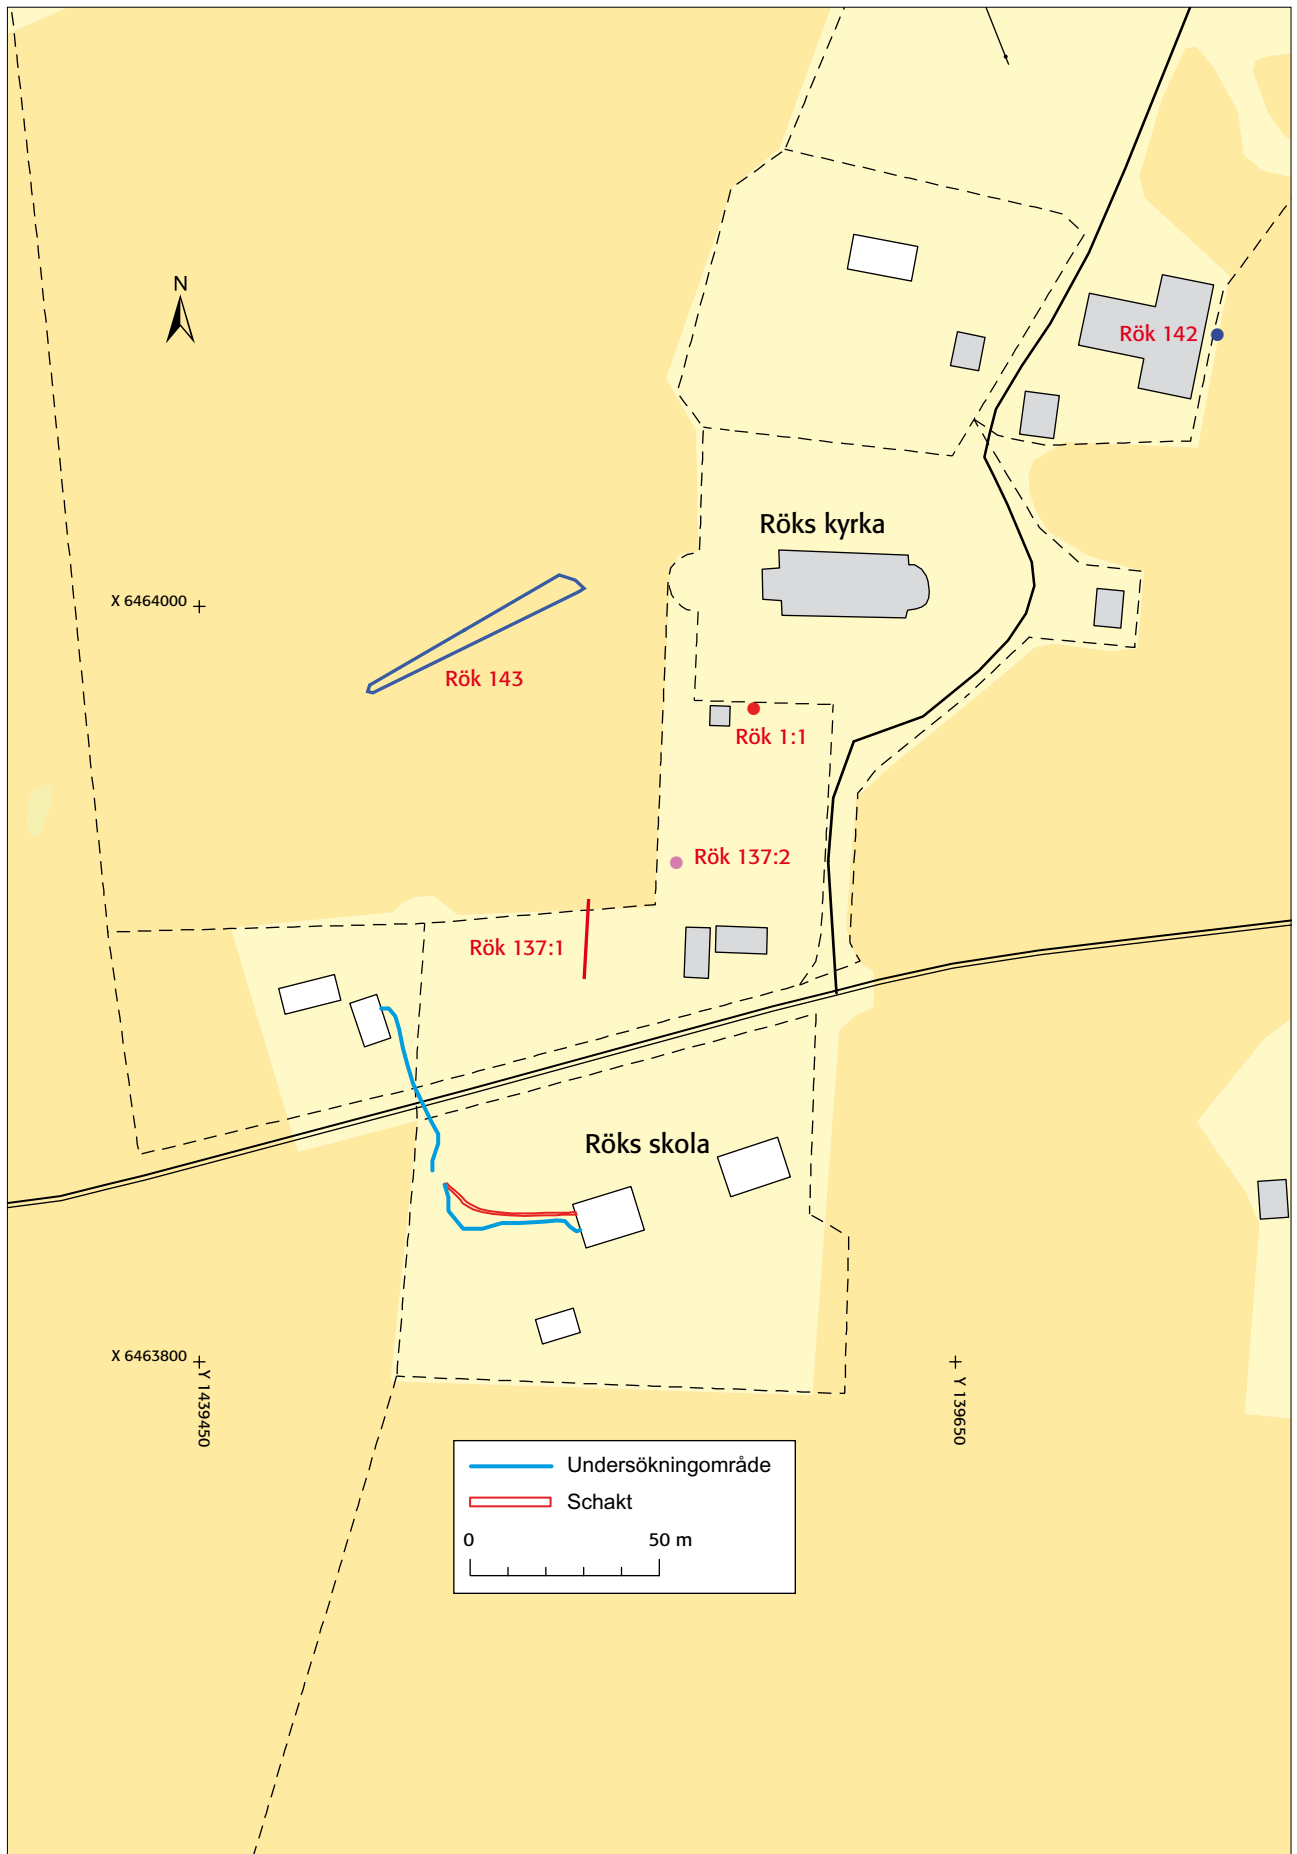 N
Rök 142
Röks kyrka
X 6464000
Rök 143
Rök 1:1
Rök 137:2
Rök 137:1
Röks skola
X 6463800
Y 1439450
Y 139650
Undersökningområde
Schakt
0 50 m